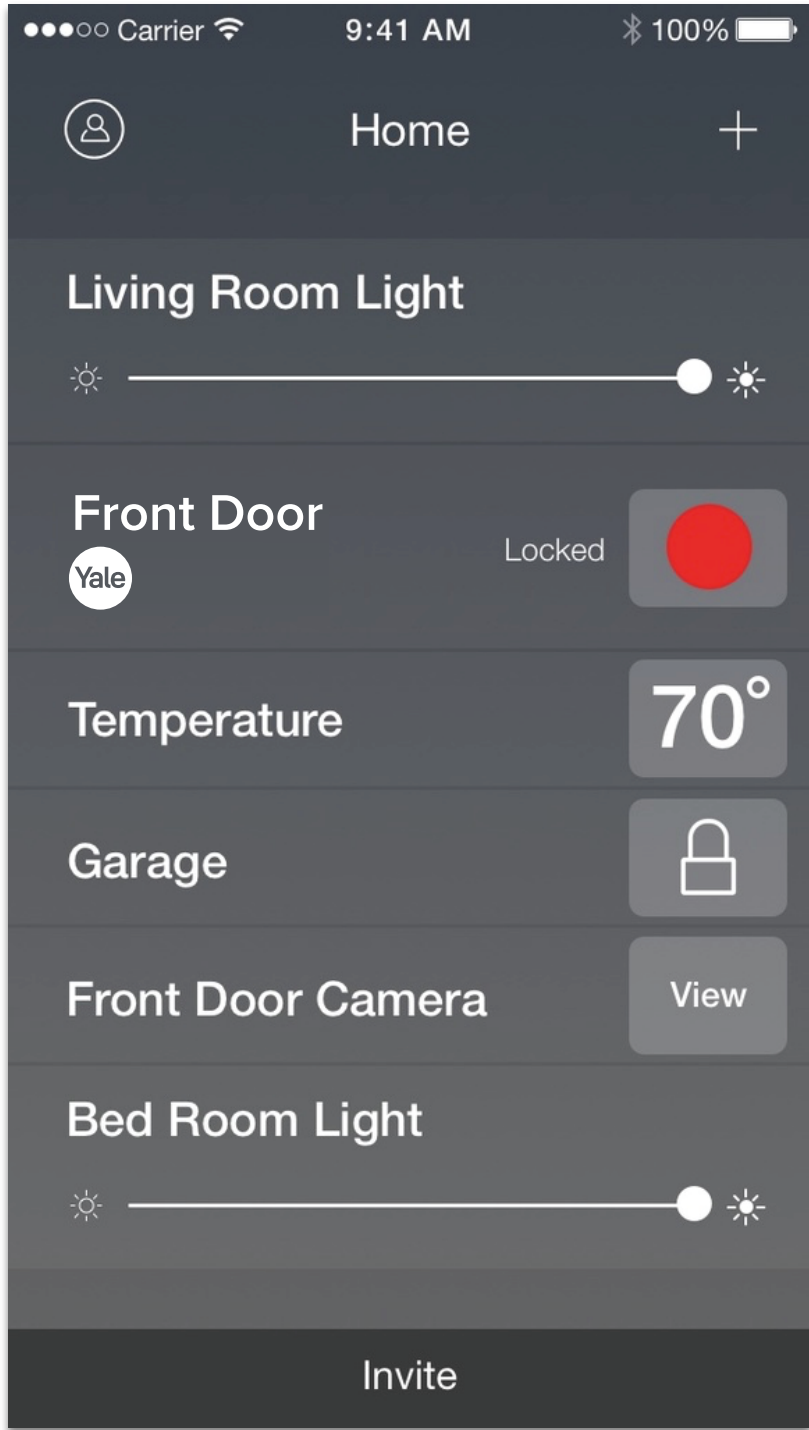 Carrier 9:41 AM 100%
Home
Living Room Light
Front Door
Yale
Locked
Temperature
70°
Garage
Front Door Camera
View
Bed Room Light
Invite